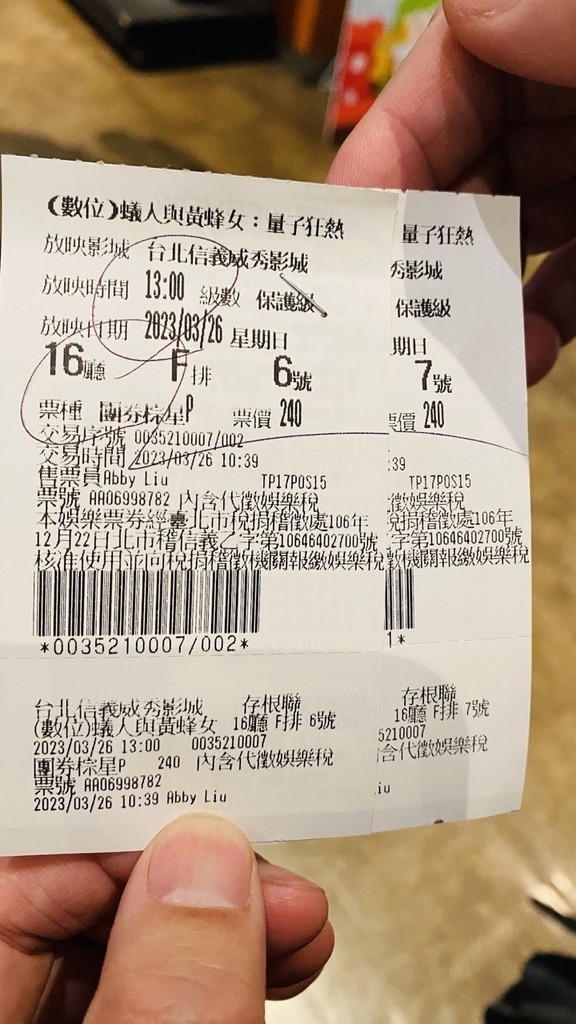 (數位)蟻人與黃蜂女：量子狂熱
放映影城 台北信義威秀影城
放映時間 13:00 級數 保護級
放映日期 2023/03/26 星期日
16廳 F排 6號
票種 團券棕星P 票價 240
交易序號 0035210007/002
交易時間 2023/03/26 10:39
售票員Abby Liu TP17POS15
票號 AA06998782 內含代徵娛樂稅
本娛樂票券經臺北市稅捐稽徵處106年
12月22日北市稽信義乙字第10646402700號
核准使用並向稅捐稽徵機關報繳娛樂稅
*0035210007/002*
台北信義威秀影城 存根聯
(數位)蟻人與黃蜂女 16廳 F排 6號
2023/03/26 13:00 0035210007
團券棕星P 240 內含代徵娛樂稅
票號 AA06998782
2023/03/26 10:39 Abby Liu
量子狂熱
秀影城
保護級
期日
7號
票價 240
:39
TP17POS15
徵娛樂稅
稅捐稽徵處106年
字第10646402700號
徵機關報繳娛樂稅
1*
存根聯
16廳 F排 7號
5210007
含代徵娛樂稅
iu